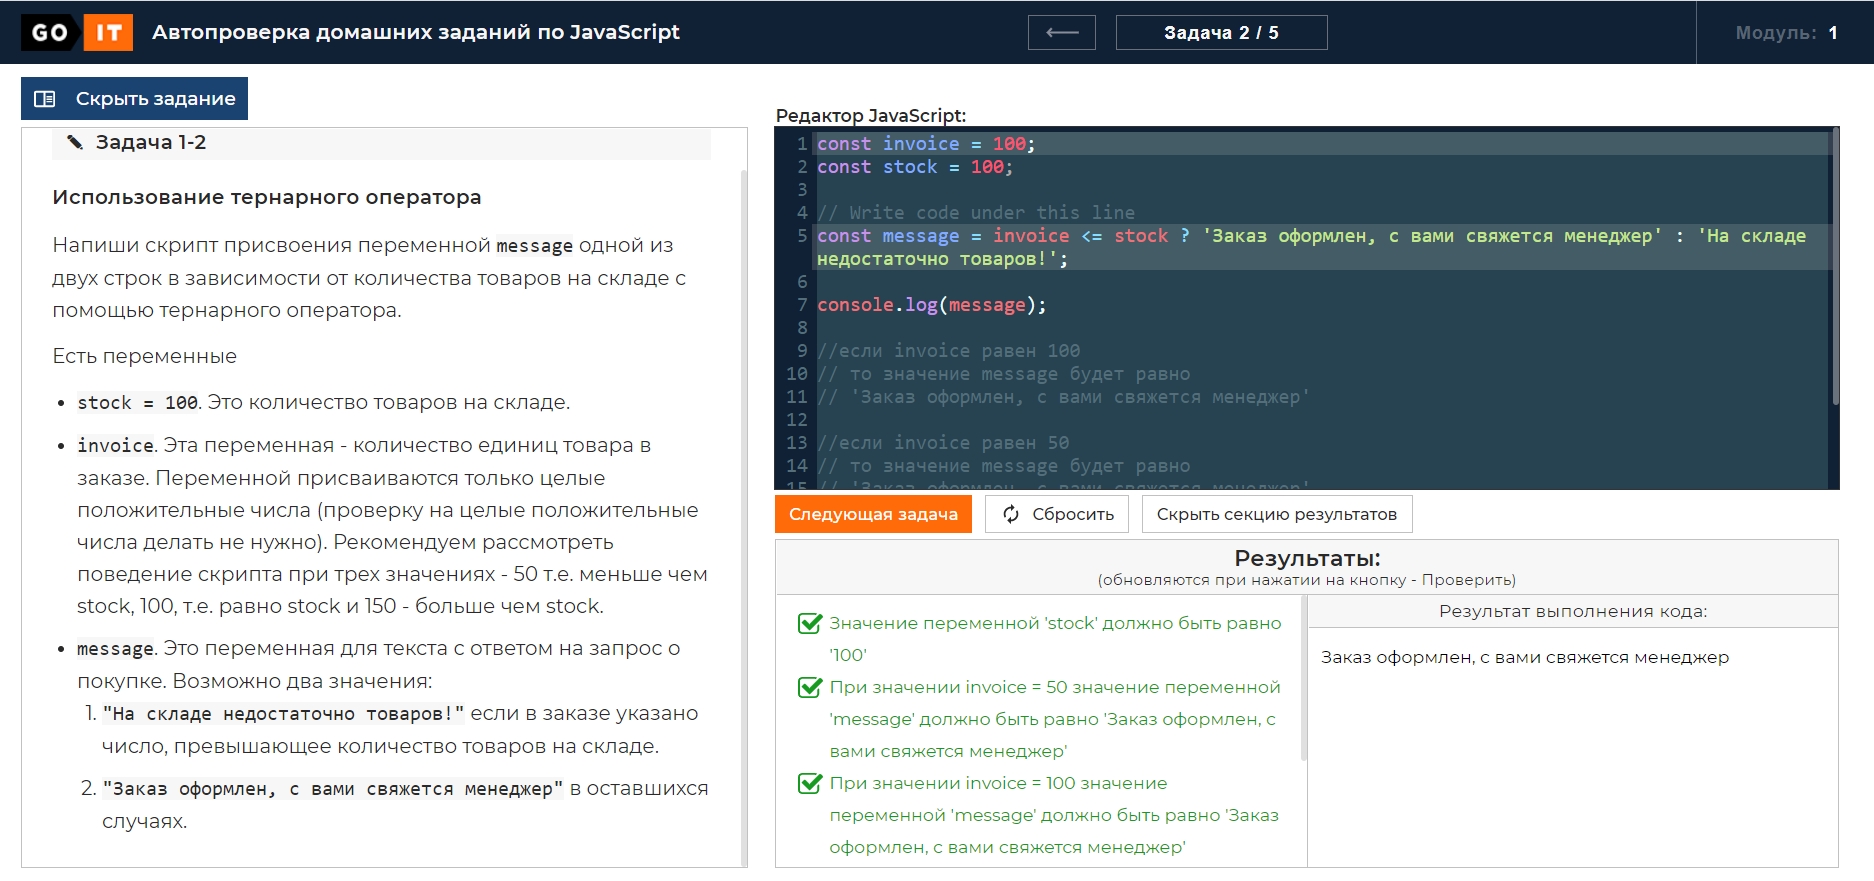 GO IT Автопроверка домашних заданий по JavaScript
Задача 2 / 5
Модуль: 1
Скрыть задание
Задача 1-2
Использование тернарного оператора
Напиши скрипт присвоения переменной message одной из
двух строк в зависимости от количества товаров на складе с
помощью тернарного оператора.
Есть переменные
• stock = 100. Это количество товаров на складе.
• invoice. Эта переменная - количество единиц товара в
заказе. Переменной присваиваются только целые
положительные числа (проверку на целые положительные
числа делать не нужно). Рекомендуем рассмотреть
поведение скрипта при трех значениях - 50 т.е. меньше чем
stock, 100, т.е. равно stock и 150 - больше чем stock.
• message. Это переменная для текста с ответом на запрос о
покупке. Возможно два значения:
1. "На складе недостаточно товаров!" если в заказе указано
число, превышающее количество товаров на складе.
2. "Заказ оформлен, с вами свяжется менеджер" в оставшихся
случаях.
Редактор JavaScript:
1 const invoice = 100;
2 const stock = 100;
3
4 // Write code under this line
5 const message = invoice <= stock ? 'Заказ оформлен, с вами свяжется менеджер' : 'На складе
недостаточно товаров!';
6
7 console.log(message);
8
9 //если invoice равен 100
10 // то значение message будет равно
11 // 'Заказ оформлен, с вами свяжется менеджер'
12
13 //если invoice равен 50
14 // то значение message будет равно
15 // 'Заказ оформлен, с вами свяжется менеджер'
Следующая задача
Сбросить
Скрыть секцию результатов
Результаты:
(обновляются при нажатии на кнопку - Проверить)
Значение переменной 'stock' должно быть равно
'100'
При значении invoice = 50 значение переменной
'message' должно быть равно 'Заказ оформлен, с
вами свяжется менеджер'
При значении invoice = 100 значение
переменной 'message' должно быть равно 'Заказ
оформлен, с вами свяжется менеджер'
Результат выполнения кода:
Заказ оформлен, с вами свяжется менеджер